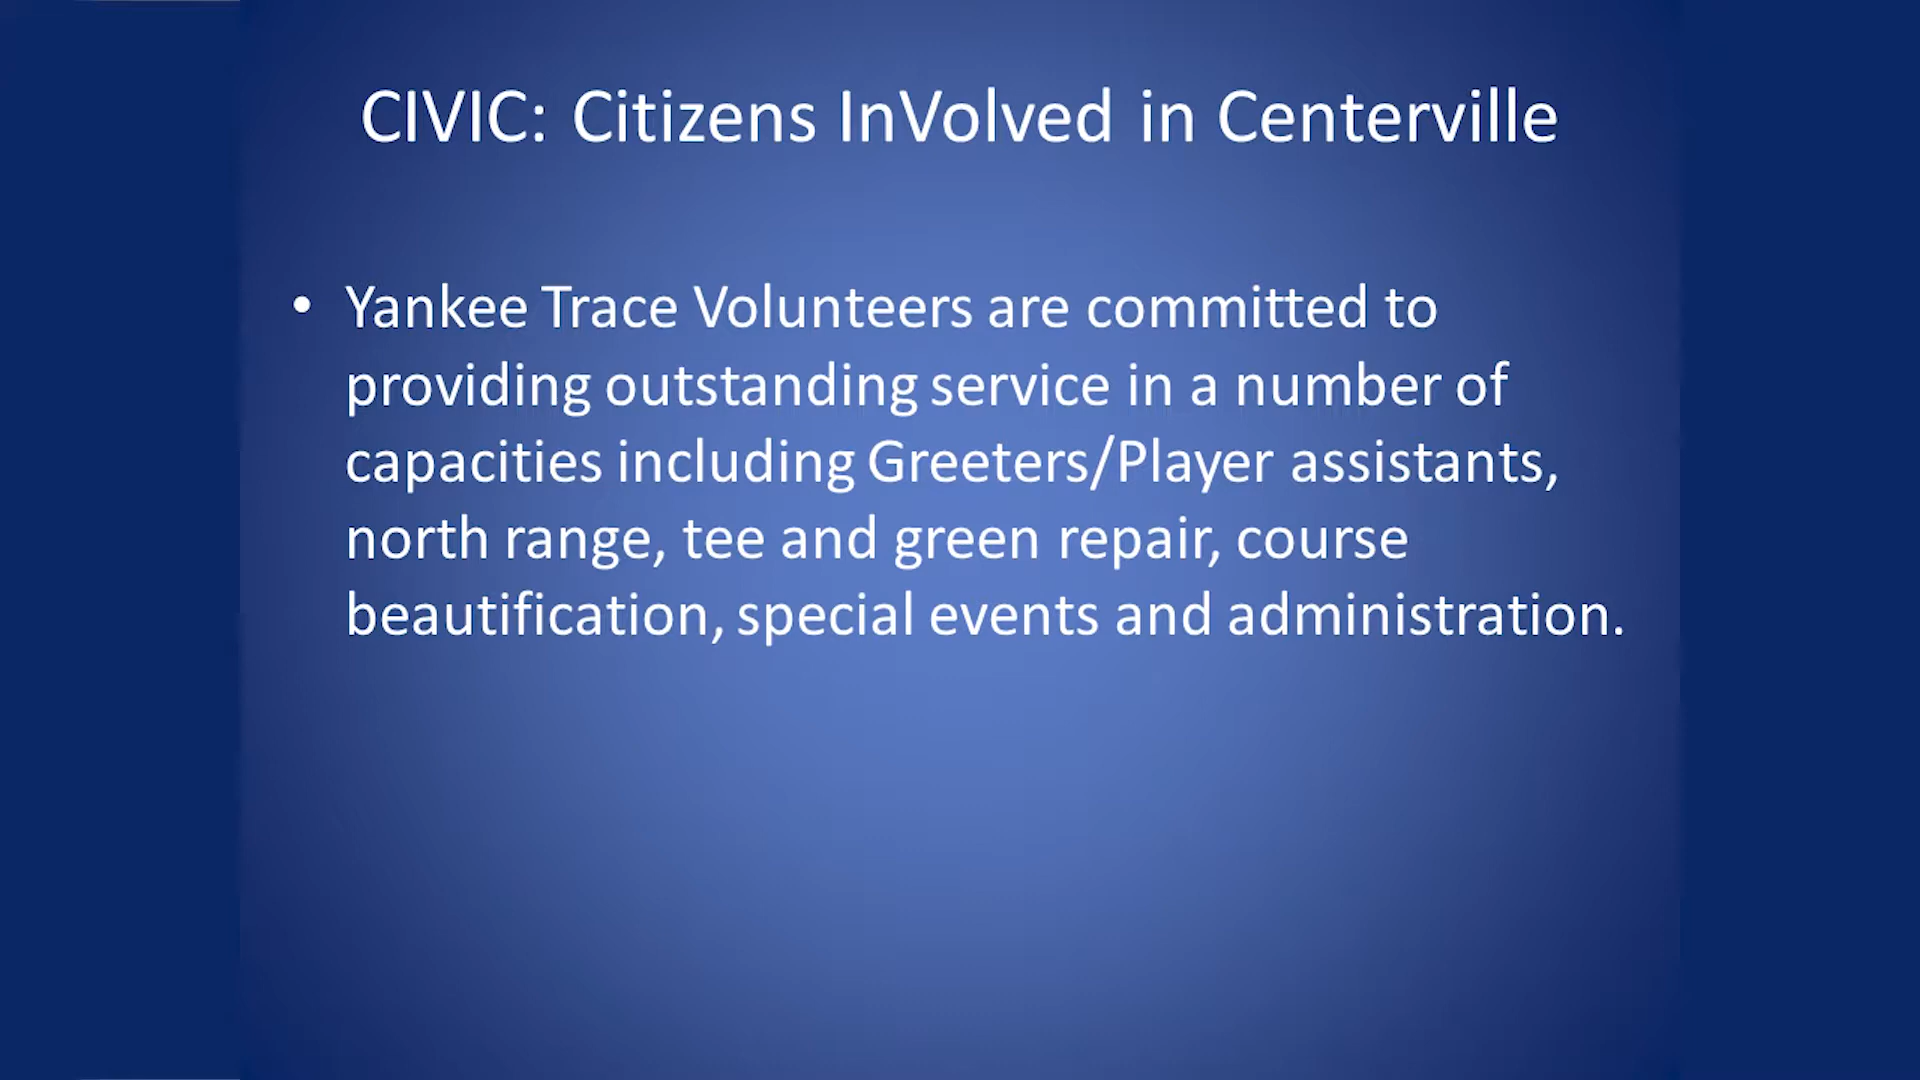 CIVIC: Citizens InVolved in Centerville
• Yankee Trace Volunteers are committed to
providing outstanding service in a number of
capacities including Greeters/Player assistants,
north range, tee and green repair, course
beautification, special events and administration.